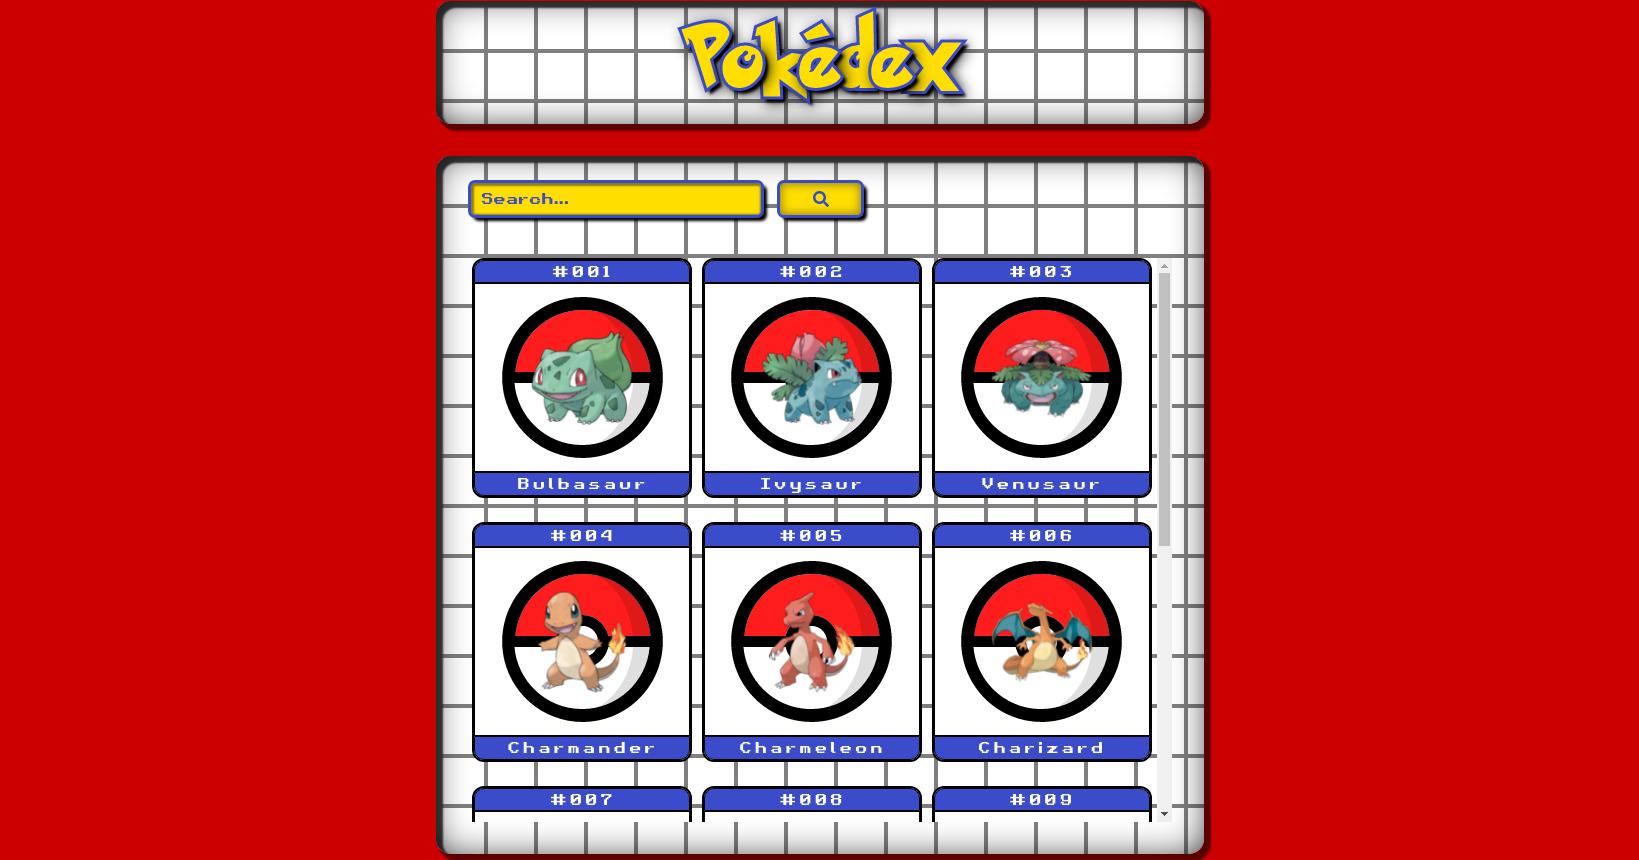 Pokédex
Search...
#001
#002
#003
Bulbasaur
Ivysaur
Venusaur
#004
#005
#006
Charmander
Charmeleon
Charizard
#007
#008
#009